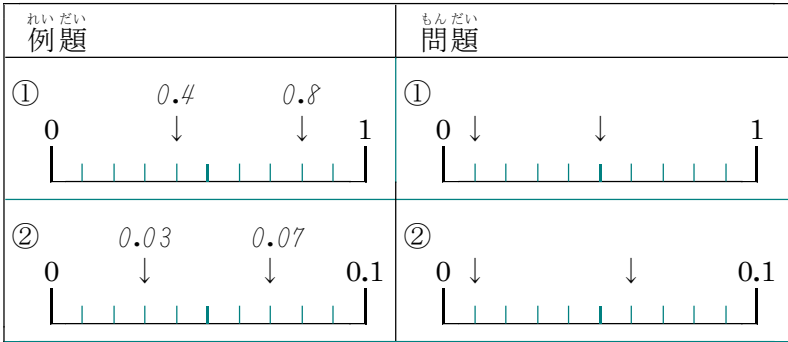 れいだい
例題
もんだい
問題
① 0.4 0.8
0 ↓ ↓ 1
① 
0 ↓ ↓ 1
② 0.03 0.07
0 ↓ ↓ 0.1
②
0 ↓ ↓ 0.1